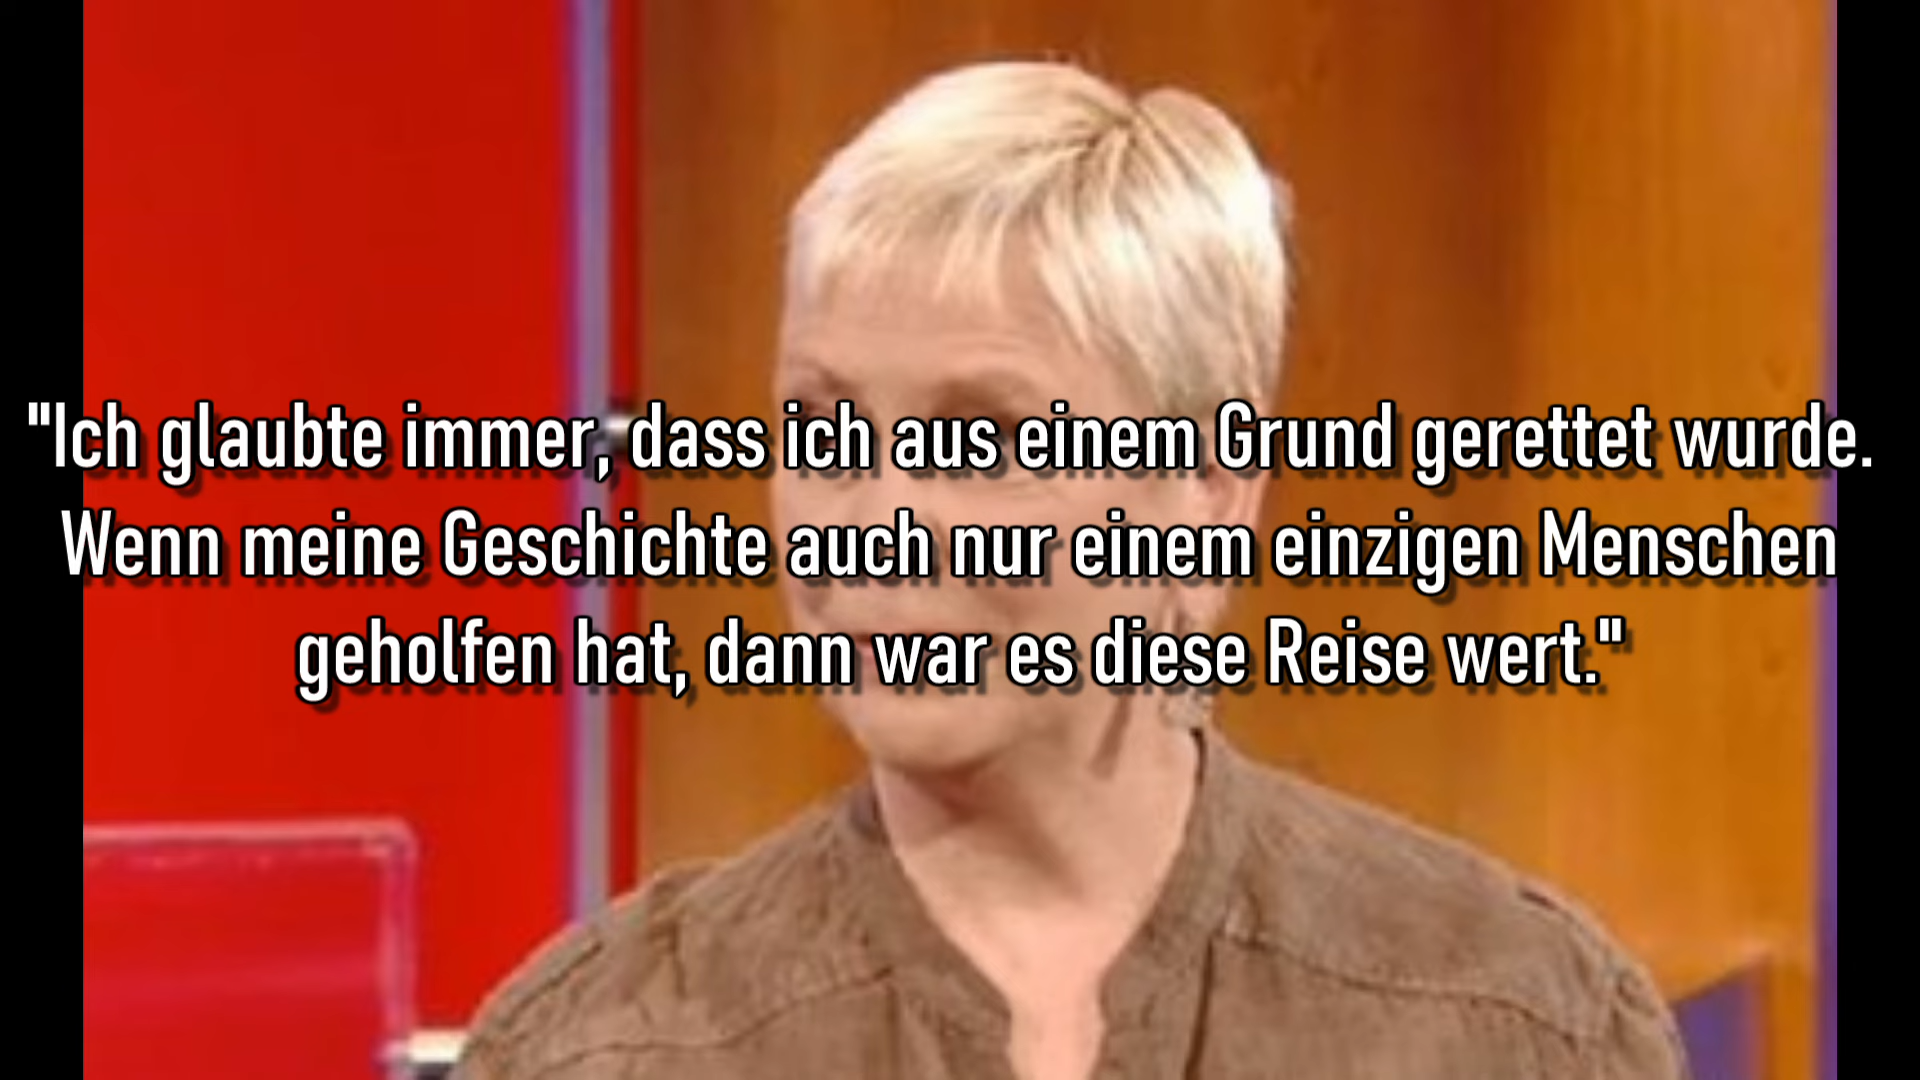 "Ich glaubte immer, dass ich aus einem Grund gerettet wurde.
Wenn meine Geschichte auch nur einem einzigen Menschen
geholfen hat, dann war es diese Reise wert."